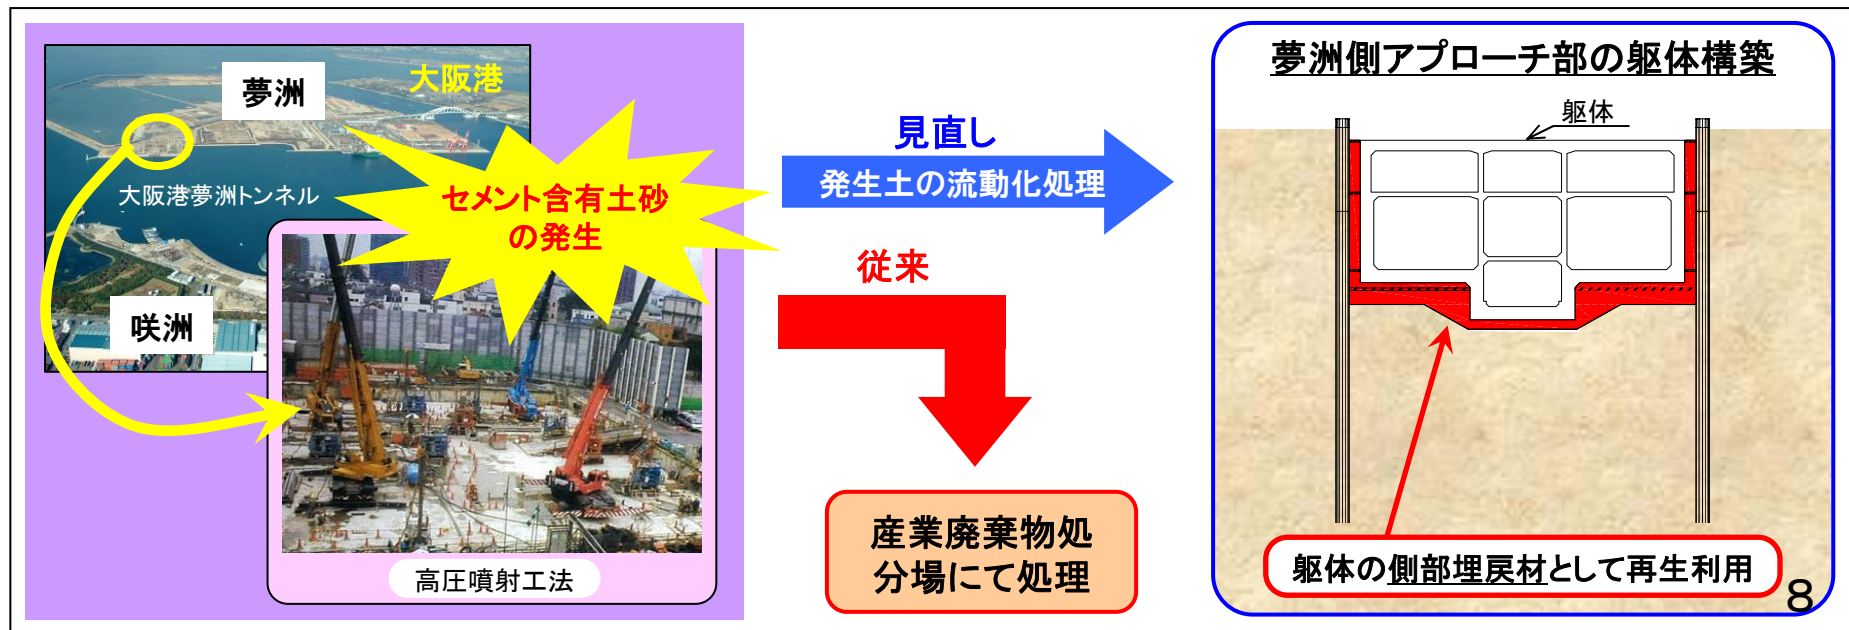 夢洲
大阪港
大阪港夢洲トンネル
セメント含有土砂
の発生
咲洲
高圧噴射工法
見直し
発生土の流動化処理
従来
産業廃棄物処
分場にて処理
夢洲側アプローチ部の躯体構築
躯体
躯体の側部埋戻材として再生利用
8